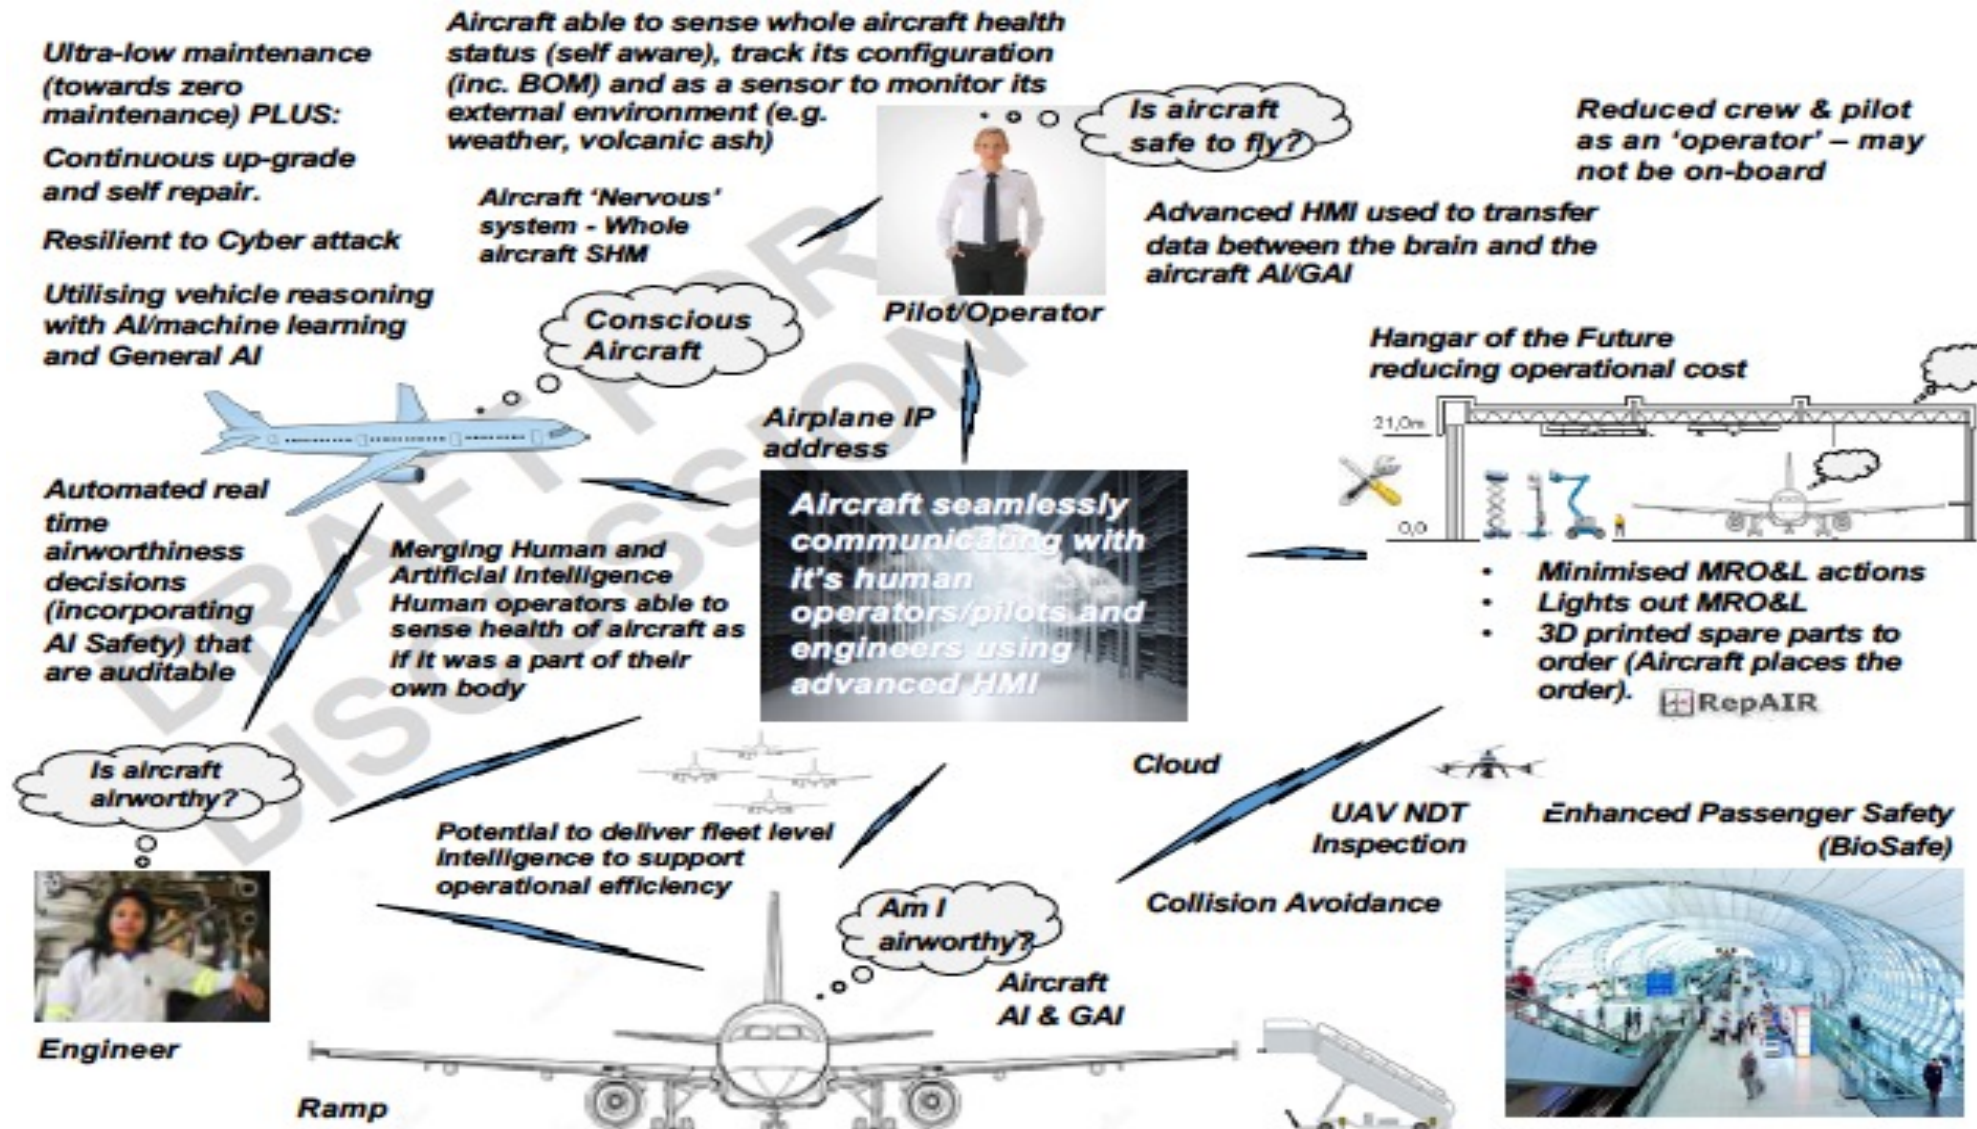 Ultra-low maintenance
(towards zero
maintenance) PLUS:
Continuous up-grade
and self repair.
Resilient to Cyber attack
Utilising vehicle reasoning
with AI/machine learning
and General AI
Aircraft able to sense whole aircraft health
status (self aware), track its configuration
(inc. BOM) and as a sensor to monitor its
external environment (e.g.
weather, volcanic ash)
Aircraft ‘Nervous’
system - Whole
aircraft SHM
Is aircraft
safe to fly?
Reduced crew & pilot
as an ‘operator’ – may
not be on-board
Advanced HMI used to transfer
data between the brain and the
aircraft AI/GAI
Pilot/Operator
Conscious
Aircraft
Airplane IP
address
Hangar of the Future
reducing operational cost
21,0m
0,0
Automated real
time
airworthiness
decisions
(incorporating
AI Safety) that
are auditable
Merging Human and
Artificial Intelligence
Human operators able to
sense health of aircraft as
if it was a part of their
own body
Aircraft seamlessly
communicating with
it's human
operators/pilots and
engineers using
advanced HMI
• Minimised MRO&L actions
• Lights out MRO&L
• 3D printed spare parts to
order (Aircraft places the
order).
RepAIR
Is aircraft
airworthy?
Engineer
Potential to deliver fleet level
intelligence to support
operational efficiency
Cloud
UAV NDT
Inspection
Enhanced Passenger Safety
(BioSafe)
Collision Avoidance
Am I
airworthy?
Aircraft
AI & GAI
Ramp
DRAFT FOR
DISCUSSION